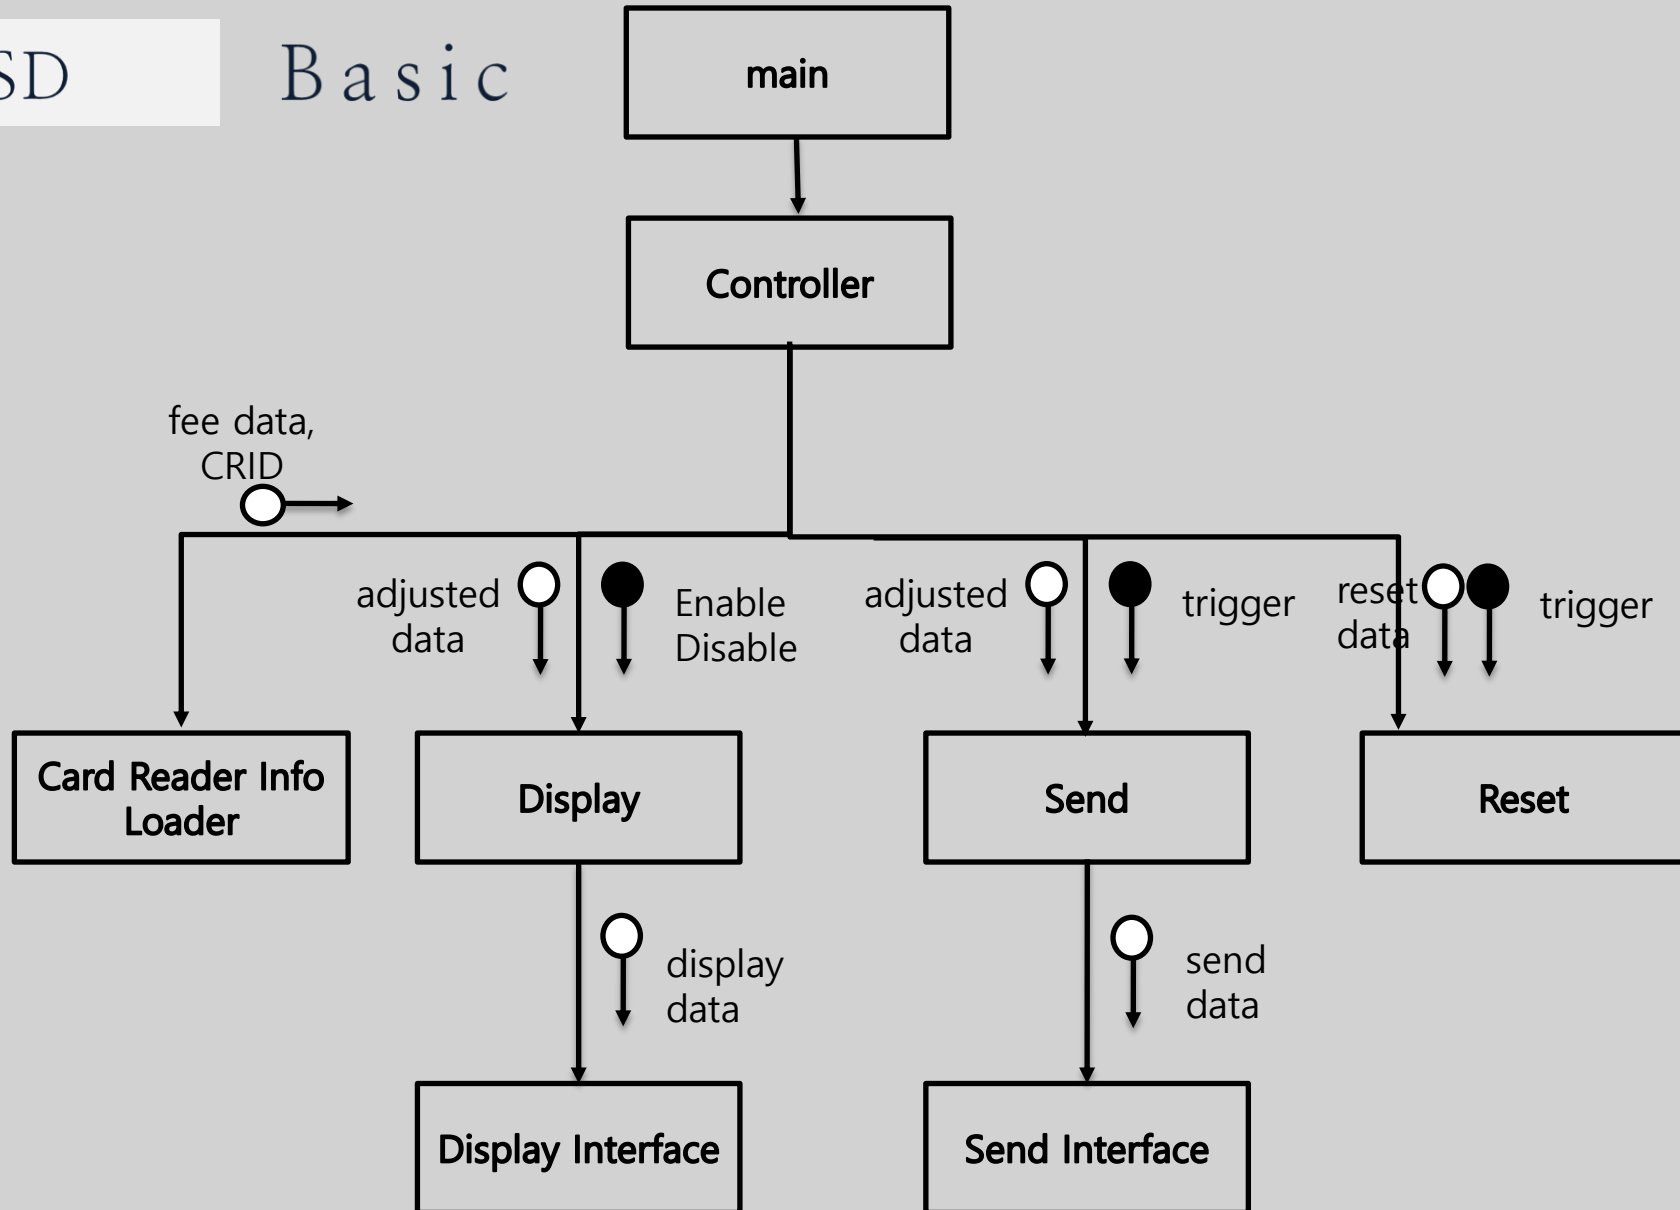 SD
Basic
main
Controller
fee data,
CRID
adjusted
data
Enable
Disable
adjusted
data
trigger
reset
data
trigger
Card Reader Info
Loader
Display
Send
Reset
display
data
send
data
Display Interface
Send Interface